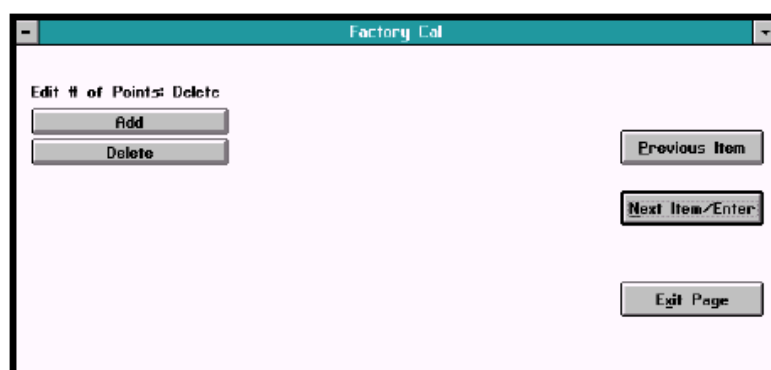 Factory Cal
Edit # of Points: Delete
Add
Delete
Previous Item
Next Item/Enter
Exit Page